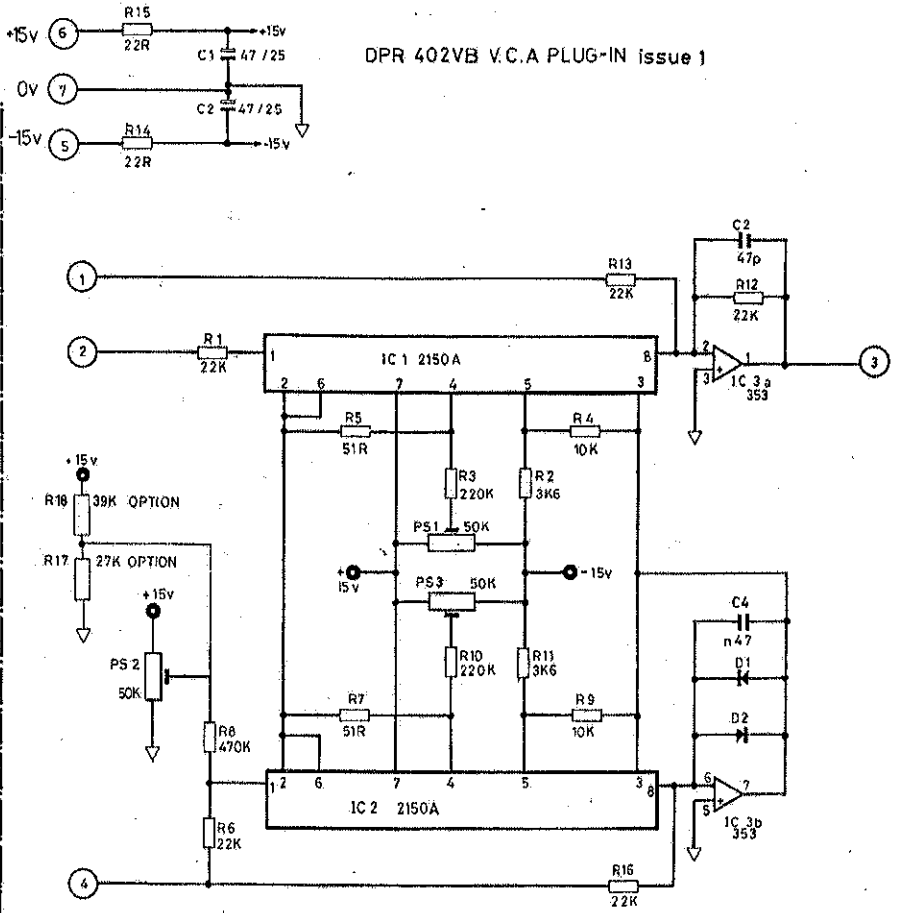 R15
+15v 6 +15v
22R C1 47/25
DPR 402VB V.C.A PLUG-IN issue 1
0v 7
C2 47/25
-15v 5 R14 -15v
22R
C2
47p
1 R13
22K
R12
22K
2 R1
22K
1 IC1 2150A 8
2 6 7 4 5 3
2 1
3 IC 3a
353
3
R5
51R
R4
10K
+15v
R18 39K OPTION
R3
220K
R2
3K6
PS1 50K
R17 27K OPTION
+
15v
-15v
PS3 50K
+15v
C4
n47
PS2
50K
R10
220K
R11
3K6
D1
R7
51R
R9
10K
D2
R8
470K
1 2 6 7 4 5 3 8
IC2 2150A
6 7
5 IC 3b
353
R6
22K
4 R16
22K